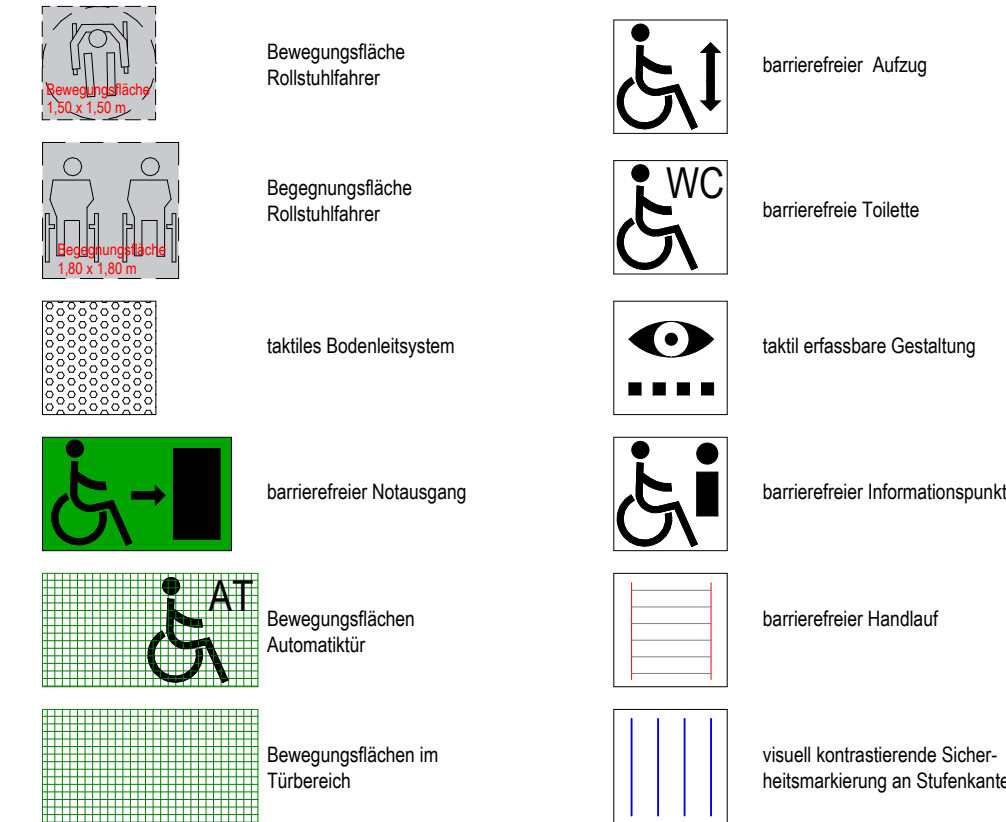 Bewegungsfläche
1,50 x 1,50 m
Bewegungsfläche
Rollstuhlfahrer
Begegnungsfläche
1,80 x 1,80 m
Begegnungsfläche
Rollstuhlfahrer
taktiles Bodenleitsystem
barrierefreier Notausgang
AT
Bewegungsflächen
Automatiktür
Bewegungsflächen im
Türbereich
barrierefreier Aufzug
WC
barrierefreie Toilette
taktil erfassbare Gestaltung
barrierefreier Informationspunkt
barrierefreier Handlauf
visuell kontrastierende Sicher-
heitsmarkierung an Stufenkante